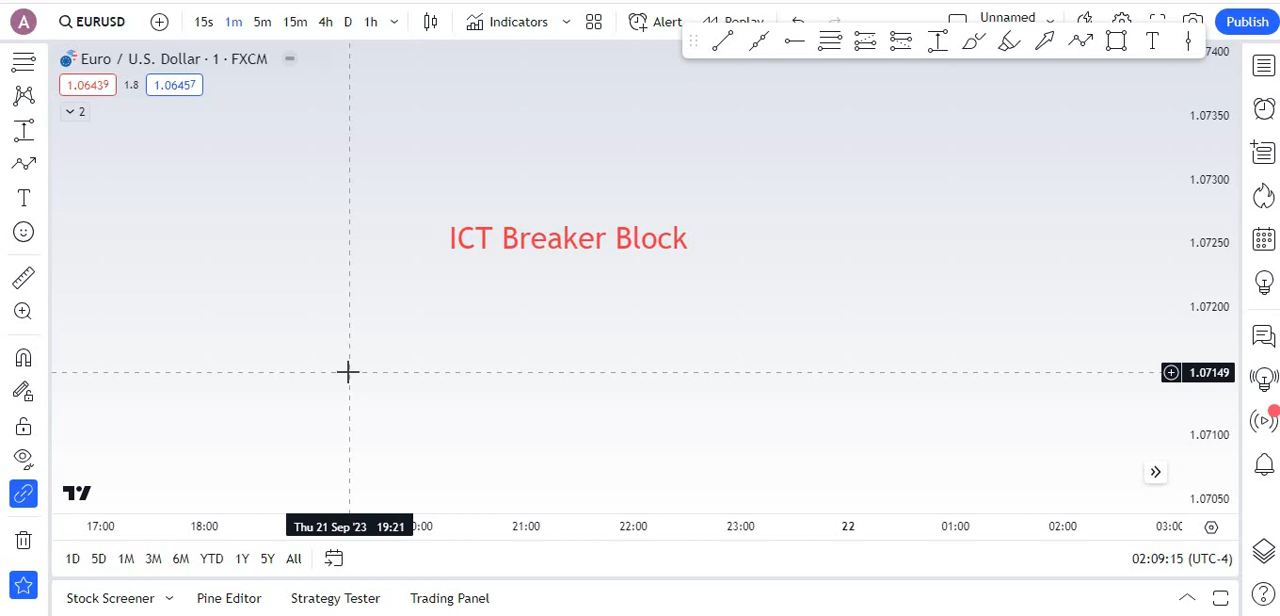 A EURUSD 15s 1m 5m 15m 4h D 1h Indicators Alert Replay Unnamed Publish
Euro / U.S. Dollar · 1 · FXCM
1.06439 1.8 1.06457
2
ICT Breaker Block
1.07400
1.07350
1.07300
1.07250
1.07200
1.07149
1.07100
1.07050
17:00 18:00 Thu 21 Sep '23 19:21 0:00 21:00 22:00 23:00 22 01:00 02:00 03:00
1D 5D 1M 3M 6M YTD 1Y 5Y All 02:09:15 (UTC-4)
Stock Screener Pine Editor Strategy Tester Trading Panel